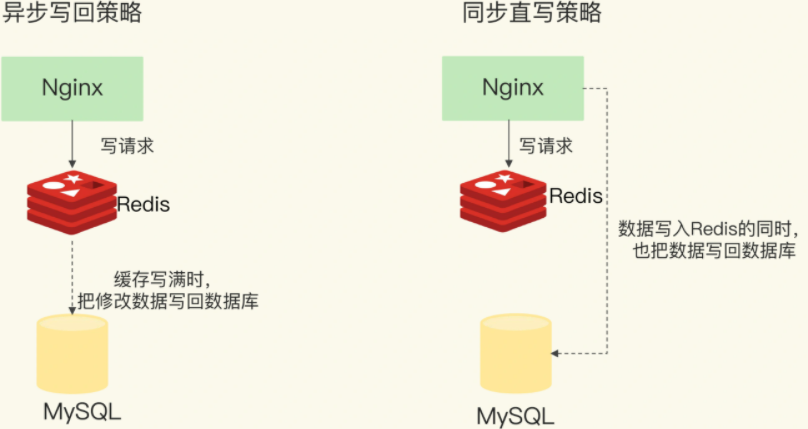 异步写回策略
Nginx
写请求
Redis
缓存写满时，
把修改数据写回数据库
MySQL
同步直写策略
Nginx
写请求
Redis
数据写入Redis的同时，
也把数据写回数据库
MySQL